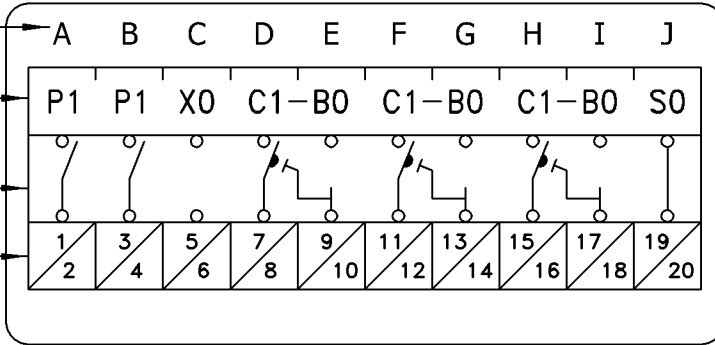 A B C D E F G H I J
P1 P1 X0 C1-B0 C1-B0 C1-B0 S0
1 3 5 7 9 11 13 15 17 19
2 4 6 8 10 12 14 16 18 20